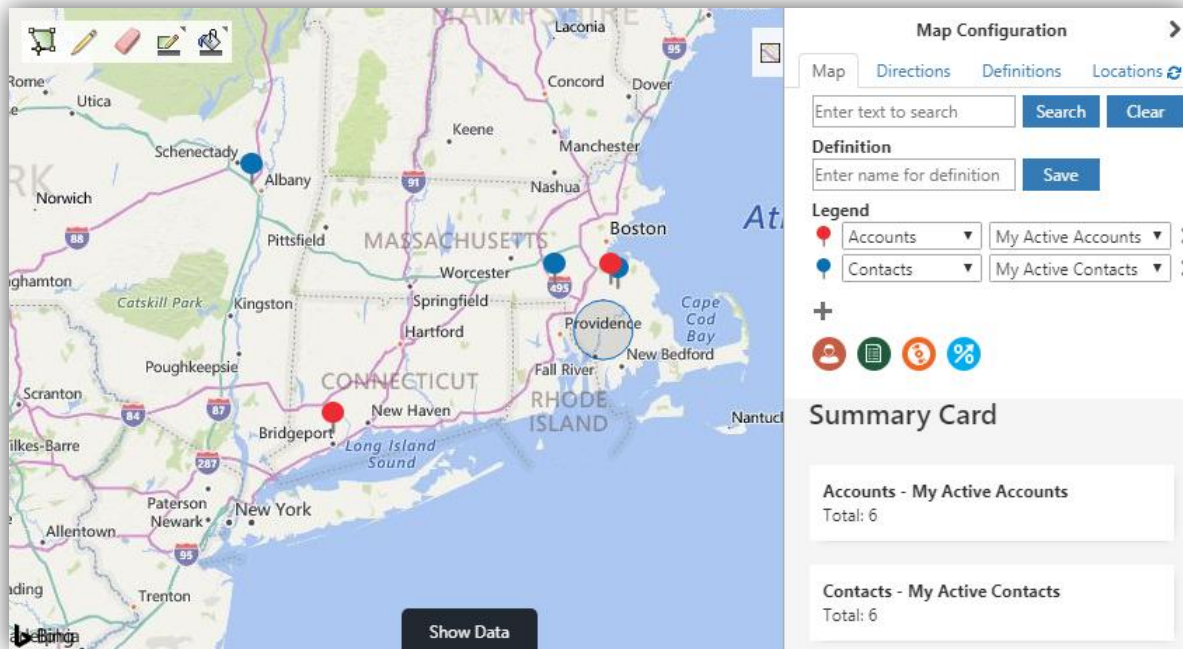 HAMPSHIRE
Laconia
95
Rome
Utica
Concord
Dover
Keene
Manchester
Schenectady
Albany
Nashua
RK
Norwich
91
88
Pittsfield
MASSACHUSETTS
Boston
Worcester
495
Springfield
Catskill Park
Kingston
Hartford
Providence
Cape
Cod
Bay
Poughkeepsie
New Bedford
Fall River
CONNECTICUT
Scranton
84
87
New Haven
RHODE
ISLAND
Bridgeport
Long Island
Sound
287
Paterson
Newark
New York
Allentown
95
Trenton
Bing
Show Data
Map Configuration
Map Directions Definitions Locations
Enter text to search Search Clear
Definition
Enter name for definition Save
Legend
Accounts My Active Accounts
Contacts My Active Contacts
Summary Card
Accounts - My Active Accounts
Total: 6
Contacts - My Active Contacts
Total: 6